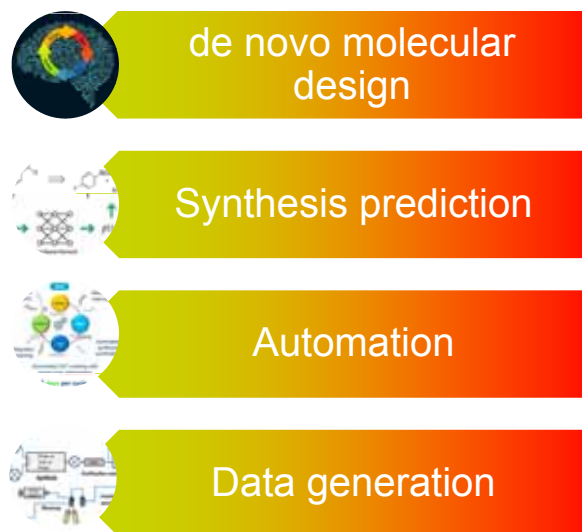 de novo molecular
design
Synthesis prediction
Automation
Data generation